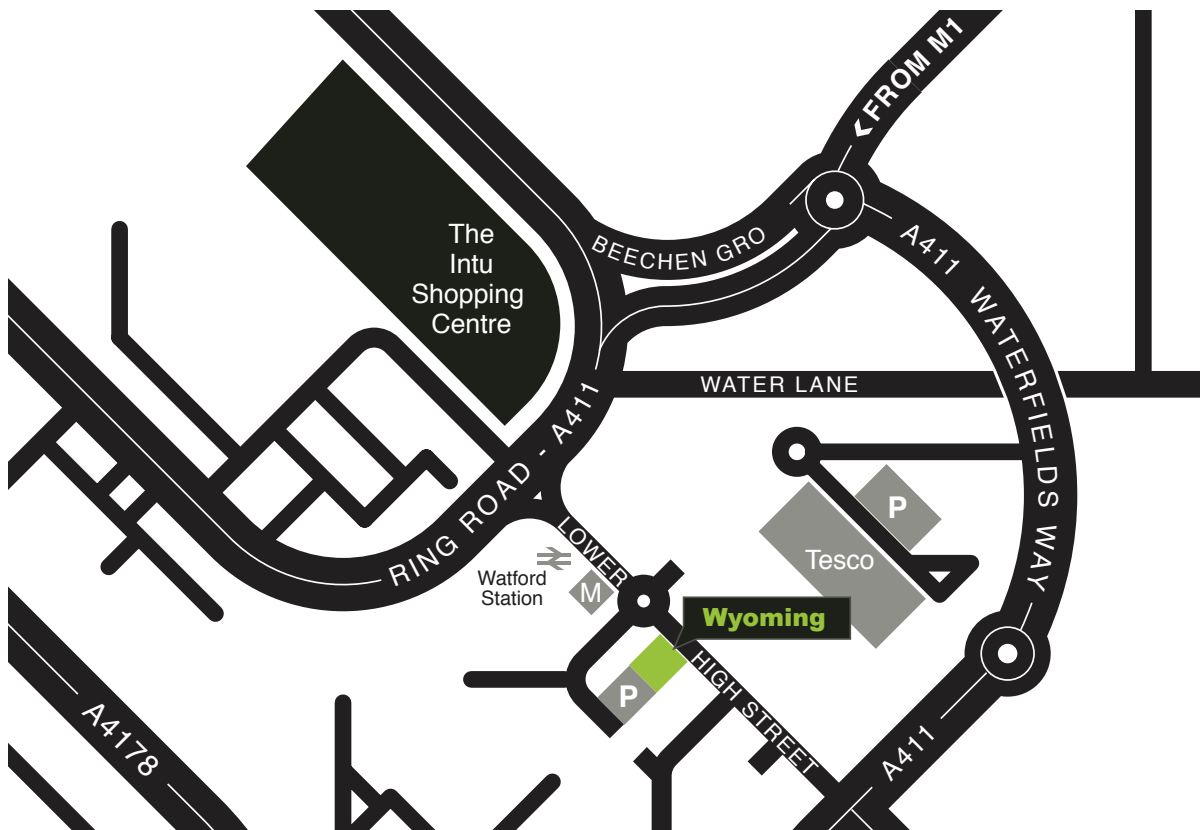 FROM M1
The
Intu
Shopping
Centre
BEECHEN GRO
A411 WATERFIELDS WAY
WATER LANE
RING ROAD - A411
P
Tesco
LOWER
Watford
Station
M
Wyoming
P
HIGH STREET
A4178
A411